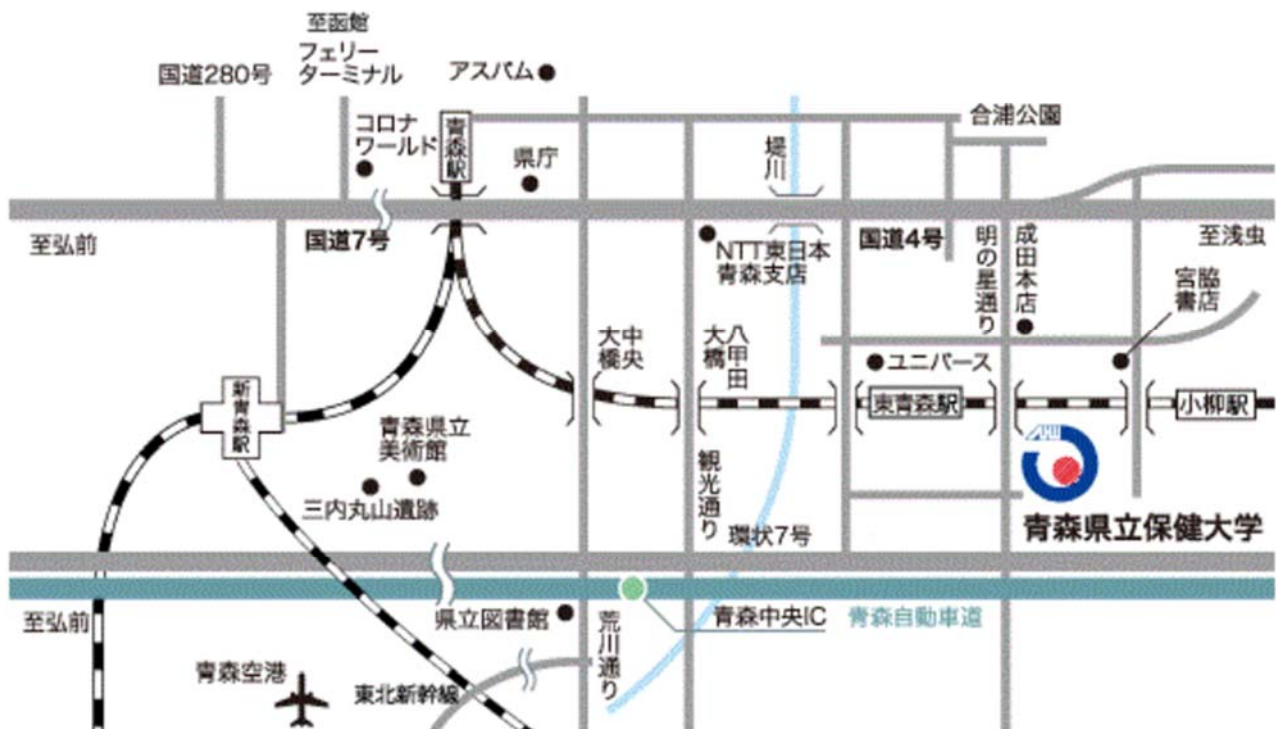 至函館
フェリー
ターミナル
国道280号
アスパム
コロナ
ワールド
青森駅
県庁
合浦公園
堤川
至弘前
国道7号
NTT東日本
青森支店
国道4号
明の星通り
成田本店
至浅虫
宮脇
書店
中央
大橋
八甲田
大橋
ユニバース
東青森駅
小柳駅
新青森駅
青森県立
美術館
三内丸山遺跡
観光通り
環状7号
青森県立保健大学
至弘前
県立図書館
荒川通り
青森中央IC
青森自動車道
青森空港
東北新幹線